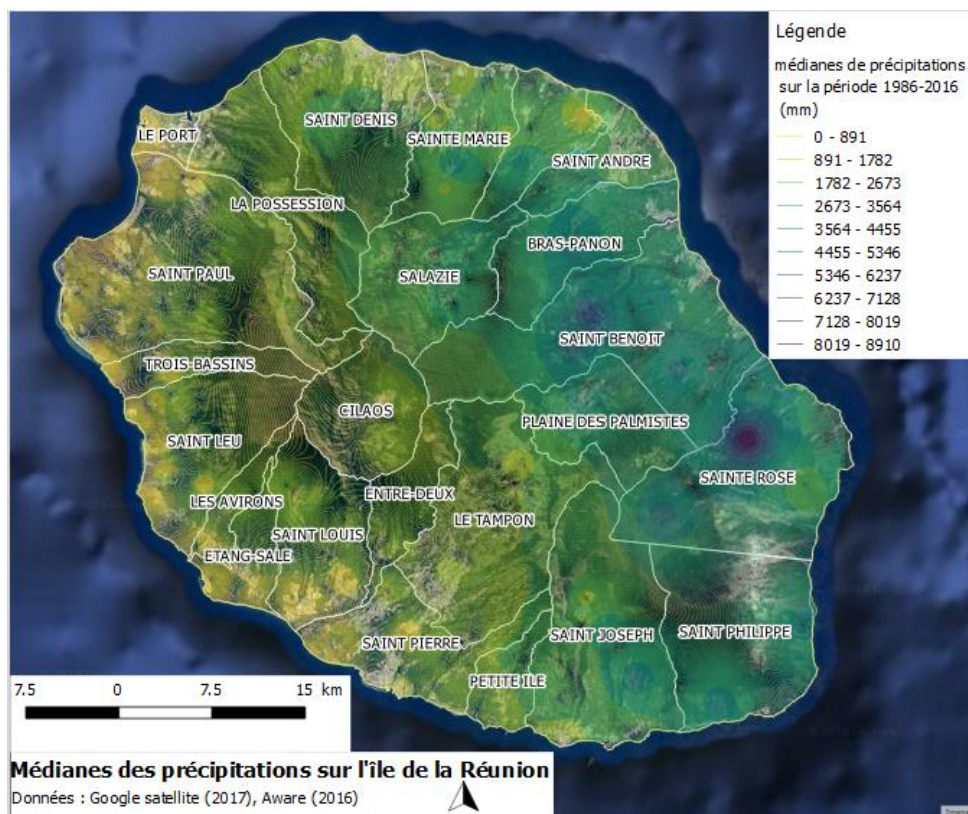 Légende
médianes de précipitations
sur la période 1986-2016
(mm)
0 - 891
891 - 1782
1782 - 2673
2673 - 3564
3564 - 4455
4455 - 5346
5346 - 6237
6237 - 7128
7128 - 8019
8019 - 8910
SAINT DENIS
LE PORT
SAINTE MARIE
SAINT ANDRE
LA POSSESSION
BRAS-PANON
SAINT PAUL
SALAZIE
SAINT BENOIT
TROIS-BASSINS
CILAOS
PLAINE DES PALMISTES
SAINT LEU
SAINTE ROSE
LES AVIRONS
ENTRE-DEUX
LE TAMPON
SAINT LOUIS
ETANG-SALE
SAINT PIERRE
SAINT JOSEPH
SAINT PHILIPPE
PETITE ILE
7.5 0 7.5 15 km
Médianes des précipitations sur l'île de la Réunion
Données : Google satellite (2017), Aware (2016)